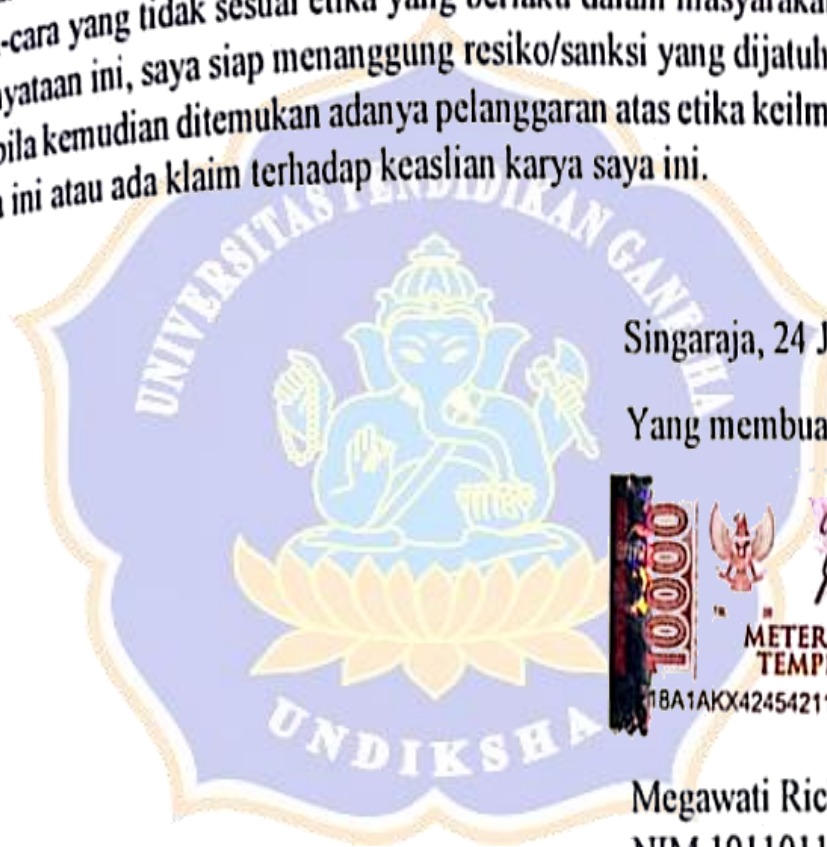 -cara yang tidak sesuai etika yang berlaku dalam masyarakat
yataan ini, saya siap menanggung resiko/sanksi yang dijatuh
bila kemudian ditemukan adanya pelanggaran atas etika keilm
ini atau ada klaim terhadap keaslian karya saya ini.
UNIVERSITAS PENDIDIKAN GANESHA
Singaraja, 24 J
Yang membua
10000
METER
TEMP
18A1AKX42454211
UNDIKSHA
Megawati Ric